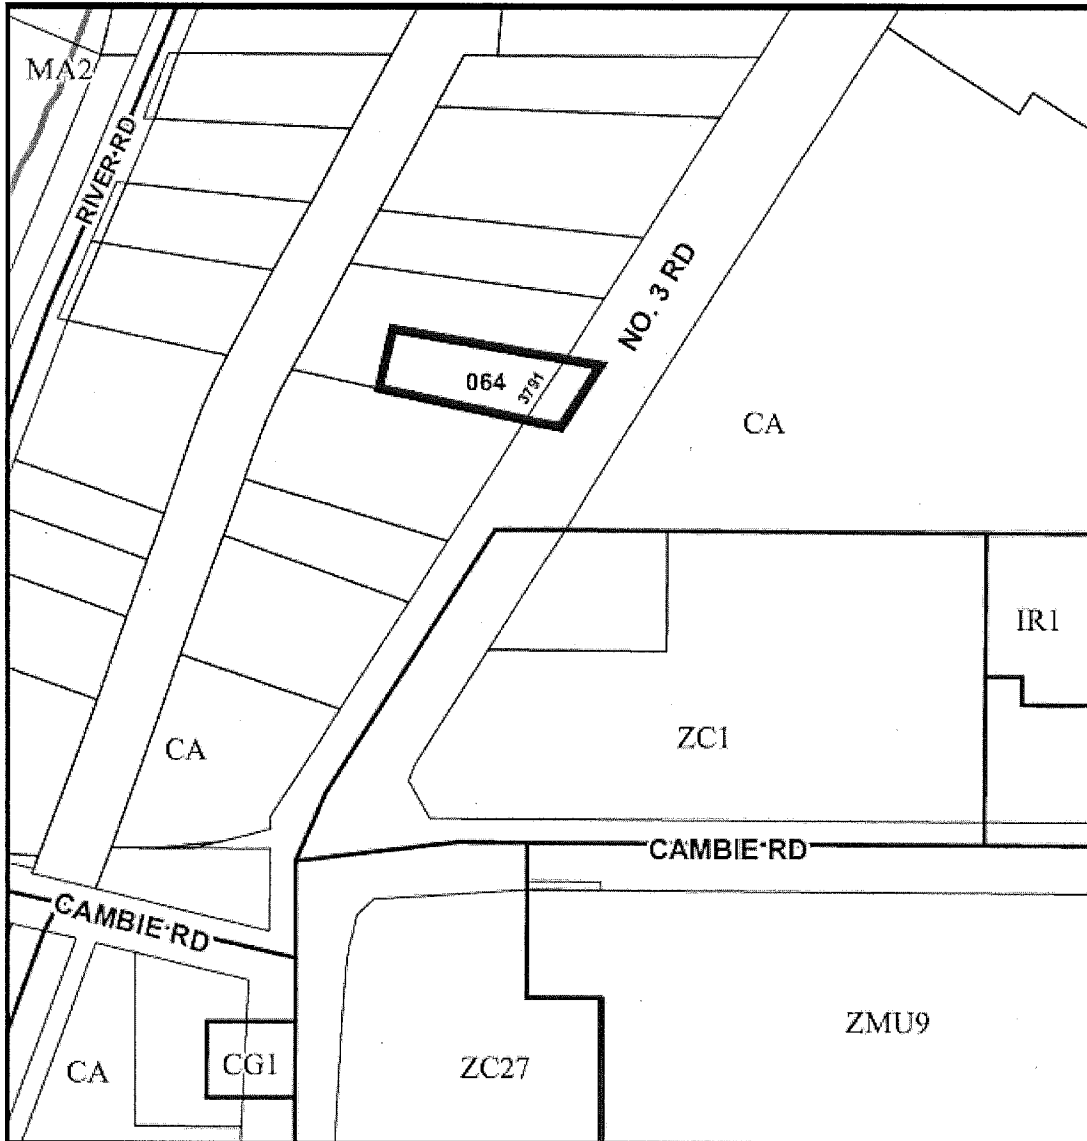 MA2
RIVER RD
NO. 3 RD
064
3791
CA
IR1
ZC1
CA
CAMBIE RD
CAMBIE RD
ZMU9
CG1
ZC27
CA